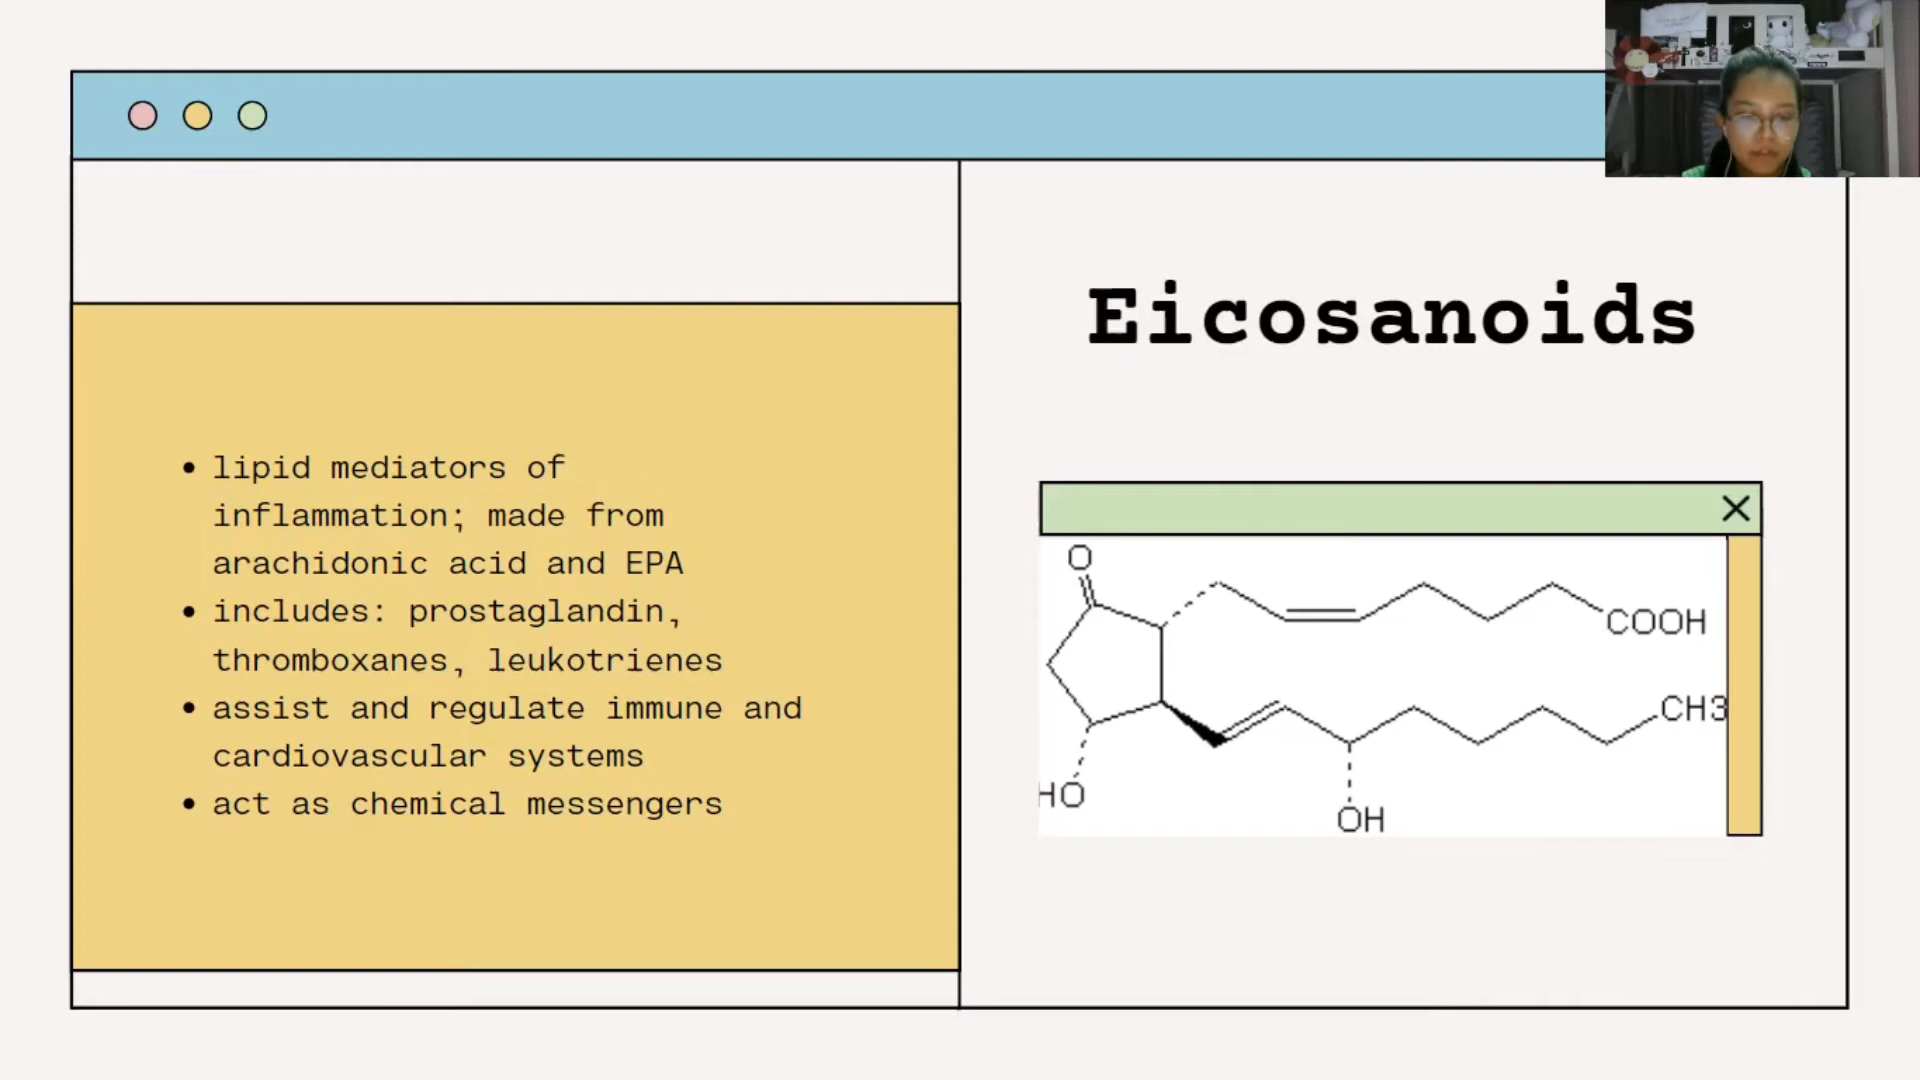 Eicosanoids
• lipid mediators of
inflammation; made from
arachidonic acid and EPA
• includes: prostaglandin,
thromboxanes, leukotrienes
• assist and regulate immune and
cardiovascular systems
• act as chemical messengers
O
COOH
CH3
HO
OH